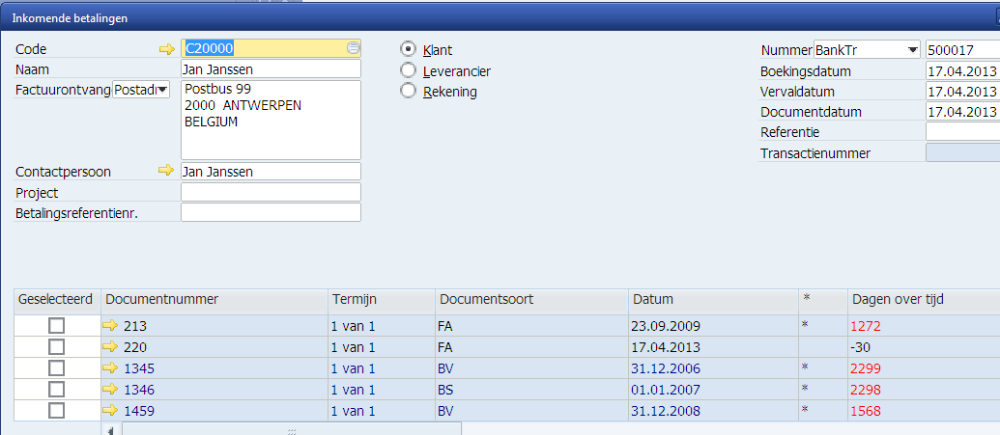 Inkomende betalingen
Code C20000
Naam Jan Janssen
Factuurontvang Postadr
Postbus 99
2000 ANTWERPEN
BELGIUM
Contactpersoon Jan Janssen
Project
Betalingsreferentienr.
Klant
Leverancier
Rekening
Nummer BankTr 500017
Boekingsdatum 17.04.2013
Vervaldatum 17.04.2013
Documentdatum 17.04.2013
Referentie
Transactienummer
Geselecteerd Documentnummer Termijn Documentsoort Datum * Dagen over tijd
213 1 van 1 FA 23.09.2009 * 1272
220 1 van 1 FA 17.04.2013 -30
1345 1 van 1 BV 31.12.2006 * 2299
1346 1 van 1 BS 01.01.2007 * 2298
1459 1 van 1 BV 31.12.2008 * 1568